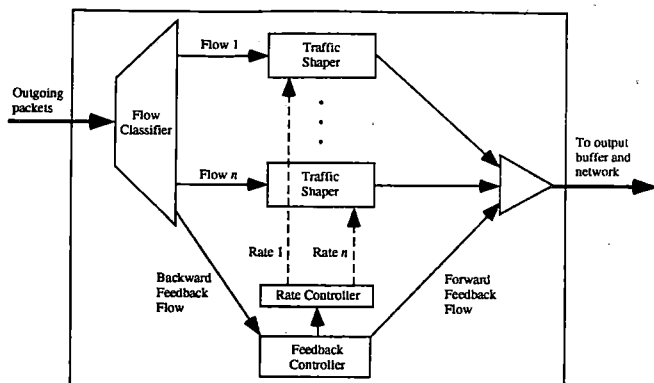 Flow 1
Traffic
Shaper
Outgoing
packets
Flow
Classifier
To output
buffer and
network
Flow n
Traffic
Shaper
Rate 1
Rate n
Backward
Feedback
Flow
Forward
Feedback
Flow
Rate Controller
Feedback
Controller